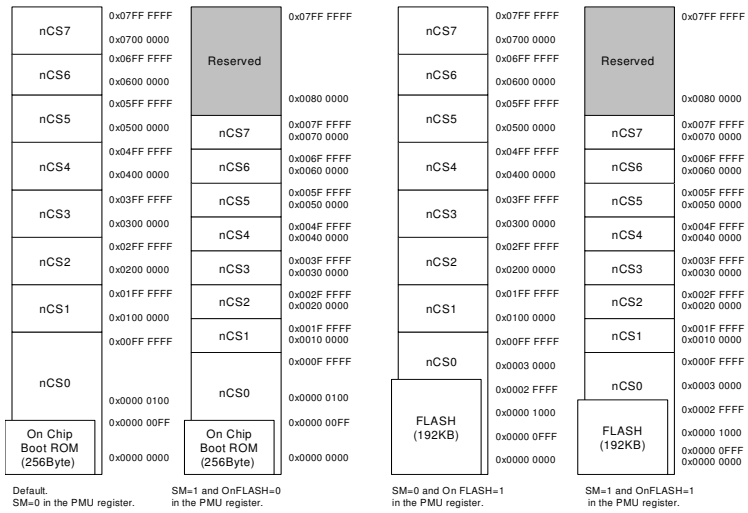 nCS7
0x07FF FFFF
0x0700 0000
nCS6
0x06FF FFFF
0x0600 0000
nCS5
0x05FF FFFF
0x0500 0000
nCS4
0x04FF FFFF
0x0400 0000
nCS3
0x03FF FFFF
0x0300 0000
nCS2
0x02FF FFFF
0x0200 0000
nCS1
0x01FF FFFF
0x0100 0000
nCS0
0x00FF FFFF
0x0000 0100
On Chip
Boot ROM
(256Byte)
0x0000 00FF
0x0000 0000
Default.
SM=0 in the PMU register.
Reserved
0x07FF FFFF
0x0080 0000
nCS7
0x007F FFFF
0x0070 0000
nCS6
0x006F FFFF
0x0060 0000
nCS5
0x005F FFFF
0x0050 0000
nCS4
0x004F FFFF
0x0040 0000
nCS3
0x003F FFFF
0x0030 0000
nCS2
0x002F FFFF
0x0020 0000
nCS1
0x001F FFFF
0x0010 0000
nCS0
0x000F FFFF
0x0000 0100
On Chip
Boot ROM
(256Byte)
0x0000 00FF
0x0000 0000
SM=1 and OnFLASH=0
in the PMU register.
nCS7
0x07FF FFFF
0x0700 0000
nCS6
0x06FF FFFF
0x0600 0000
nCS5
0x05FF FFFF
0x0500 0000
nCS4
0x04FF FFFF
0x0400 0000
nCS3
0x03FF FFFF
0x0300 0000
nCS2
0x02FF FFFF
0x0200 0000
nCS1
0x01FF FFFF
0x0100 0000
nCS0
0x00FF FFFF
0x0003 0000
FLASH
(192KB)
0x0002 FFFF
0x0000 1000
0x0000 0FFF
0x0000 0000
SM=0 and On FLASH=1
in the PMU register.
Reserved
0x07FF FFFF
0x0080 0000
nCS7
0x007F FFFF
0x0070 0000
nCS6
0x006F FFFF
0x0060 0000
nCS5
0x005F FFFF
0x0050 0000
nCS4
0x004F FFFF
0x0040 0000
nCS3
0x003F FFFF
0x0030 0000
nCS2
0x002F FFFF
0x0020 0000
nCS1
0x001F FFFF
0x0010 0000
nCS0
0x000F FFFF
0x0003 0000
FLASH
(192KB)
0x0002 FFFF
0x0000 1000
0x0000 0FFF
0x0000 0000
SM=1 and OnFLASH=1
in the PMU register.